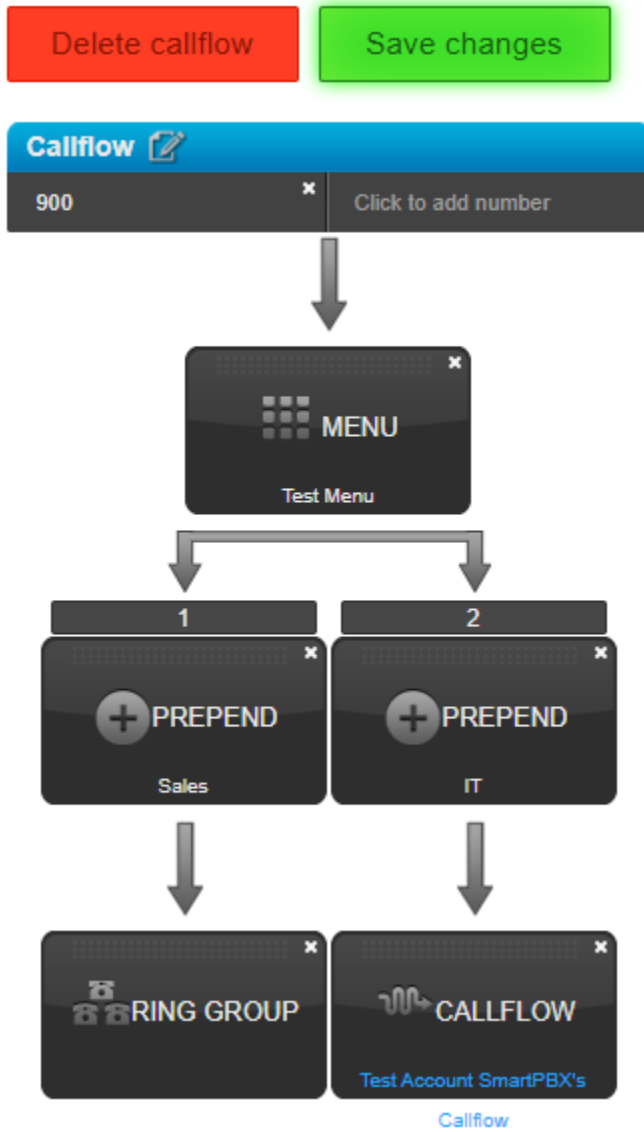 Delete callflow Save changes
Callflow
900 Click to add number
MENU
Test Menu
1 2
PREPEND PREPEND
Sales IT
RING GROUP CALLFLOW
Test Account SmartPBX's
Callflow